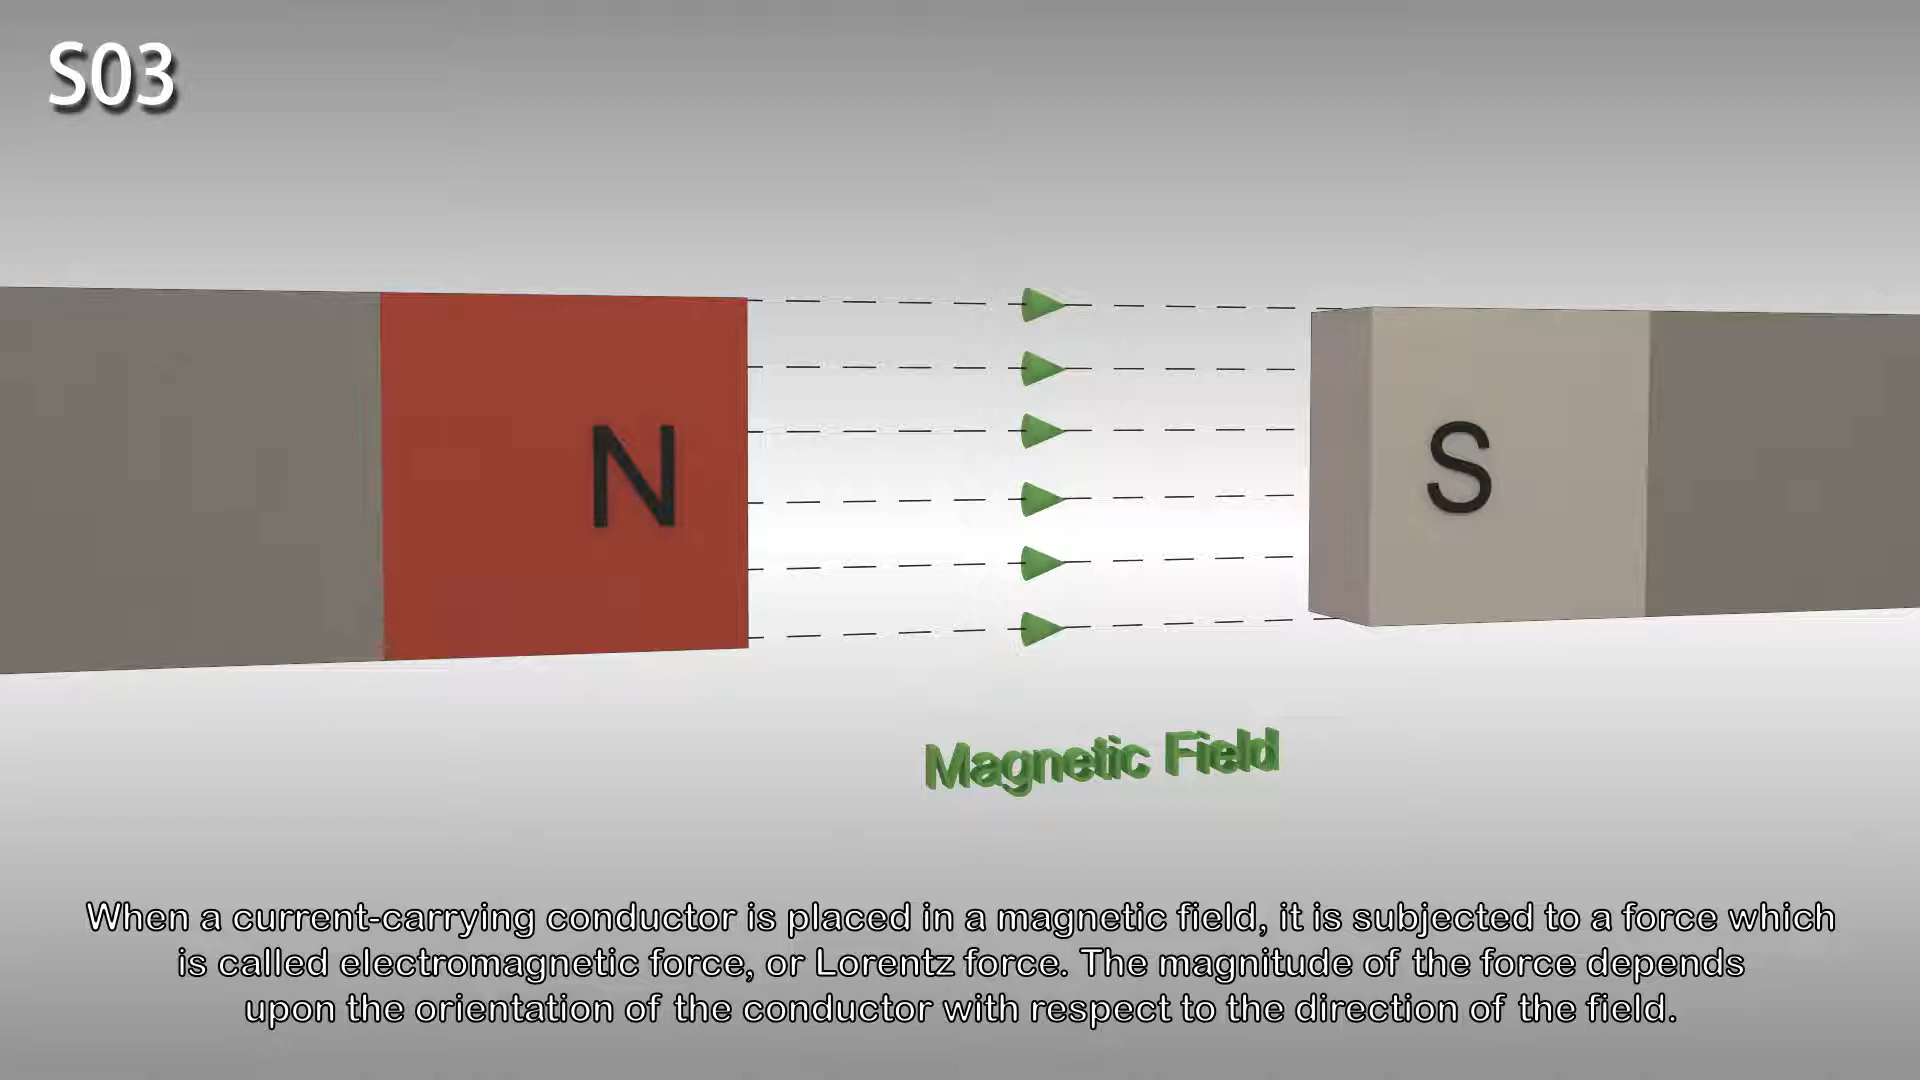 S03
N
S
Magnetic Field
When a current-carrying conductor is placed in a magnetic field, it is subjected to a force which
is called electromagnetic force, or Lorentz force. The magnitude of the force depends
upon the orientation of the conductor with respect to the direction of the field.